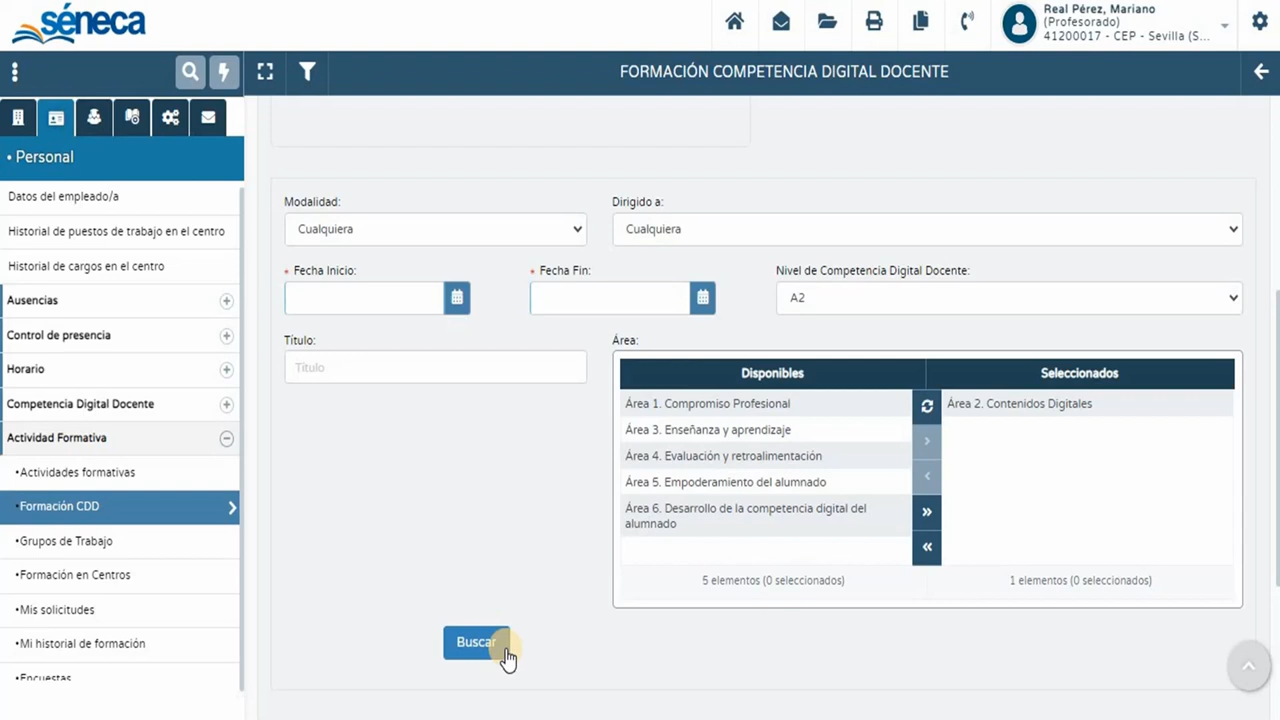 séneca
Real Pérez, Mariano
(Profesorado)
41200017 - CEP - Sevilla (S...
FORMACIÓN COMPETENCIA DIGITAL DOCENTE
• Personal
Datos del empleado/a
Historial de puestos de trabajo en el centro
Historial de cargos en el centro
Ausencias
Control de presencia
Horario
Competencia Digital Docente
Actividad Formativa
•Actividades formativas
•Formación CDD
•Grupos de Trabajo
•Formación en Centros
•Mis solicitudes
•Mi historial de formación
•Encuestas
Modalidad:
Cualquiera
Dirigido a:
Cualquiera
* Fecha Inicio:
* Fecha Fin:
Nivel de Competencia Digital Docente:
A2
Título:
Título
Área:
Disponibles
Seleccionados
Área 1. Compromiso Profesional
Área 3. Enseñanza y aprendizaje
Área 4. Evaluación y retroalimentación
Área 5. Empoderamiento del alumnado
Área 6. Desarrollo de la competencia digital del
alumnado
5 elementos (0 seleccionados)
Área 2. Contenidos Digitales
1 elementos (0 seleccionados)
Buscar